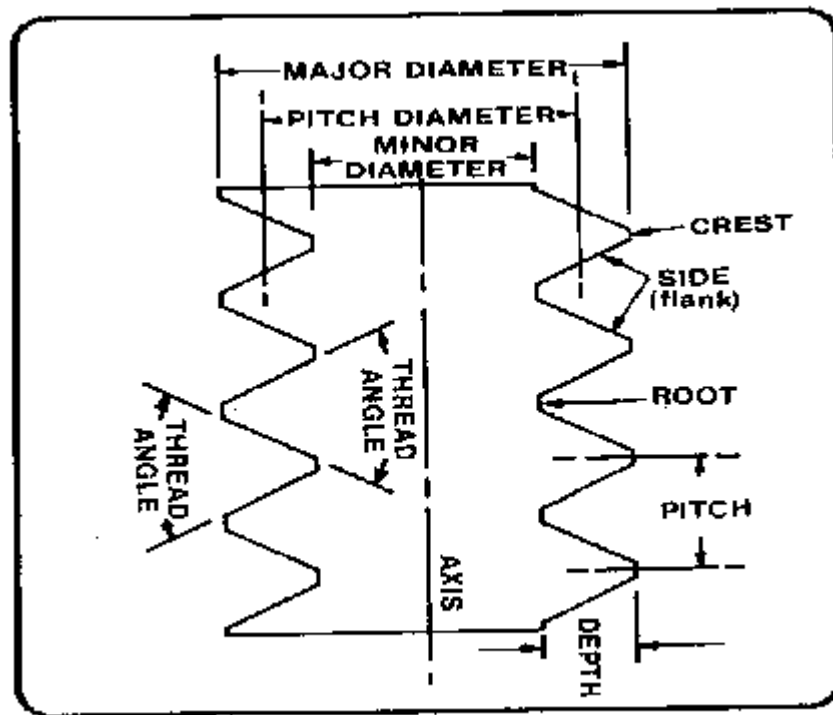 MAJOR DIAMETER
PITCH DIAMETER
MINOR
DIAMETER
CREST
SIDE
(flank)
THREAD
ANGLE
ROOT
THREAD
ANGLE
PITCH
AXIS
DEPTH